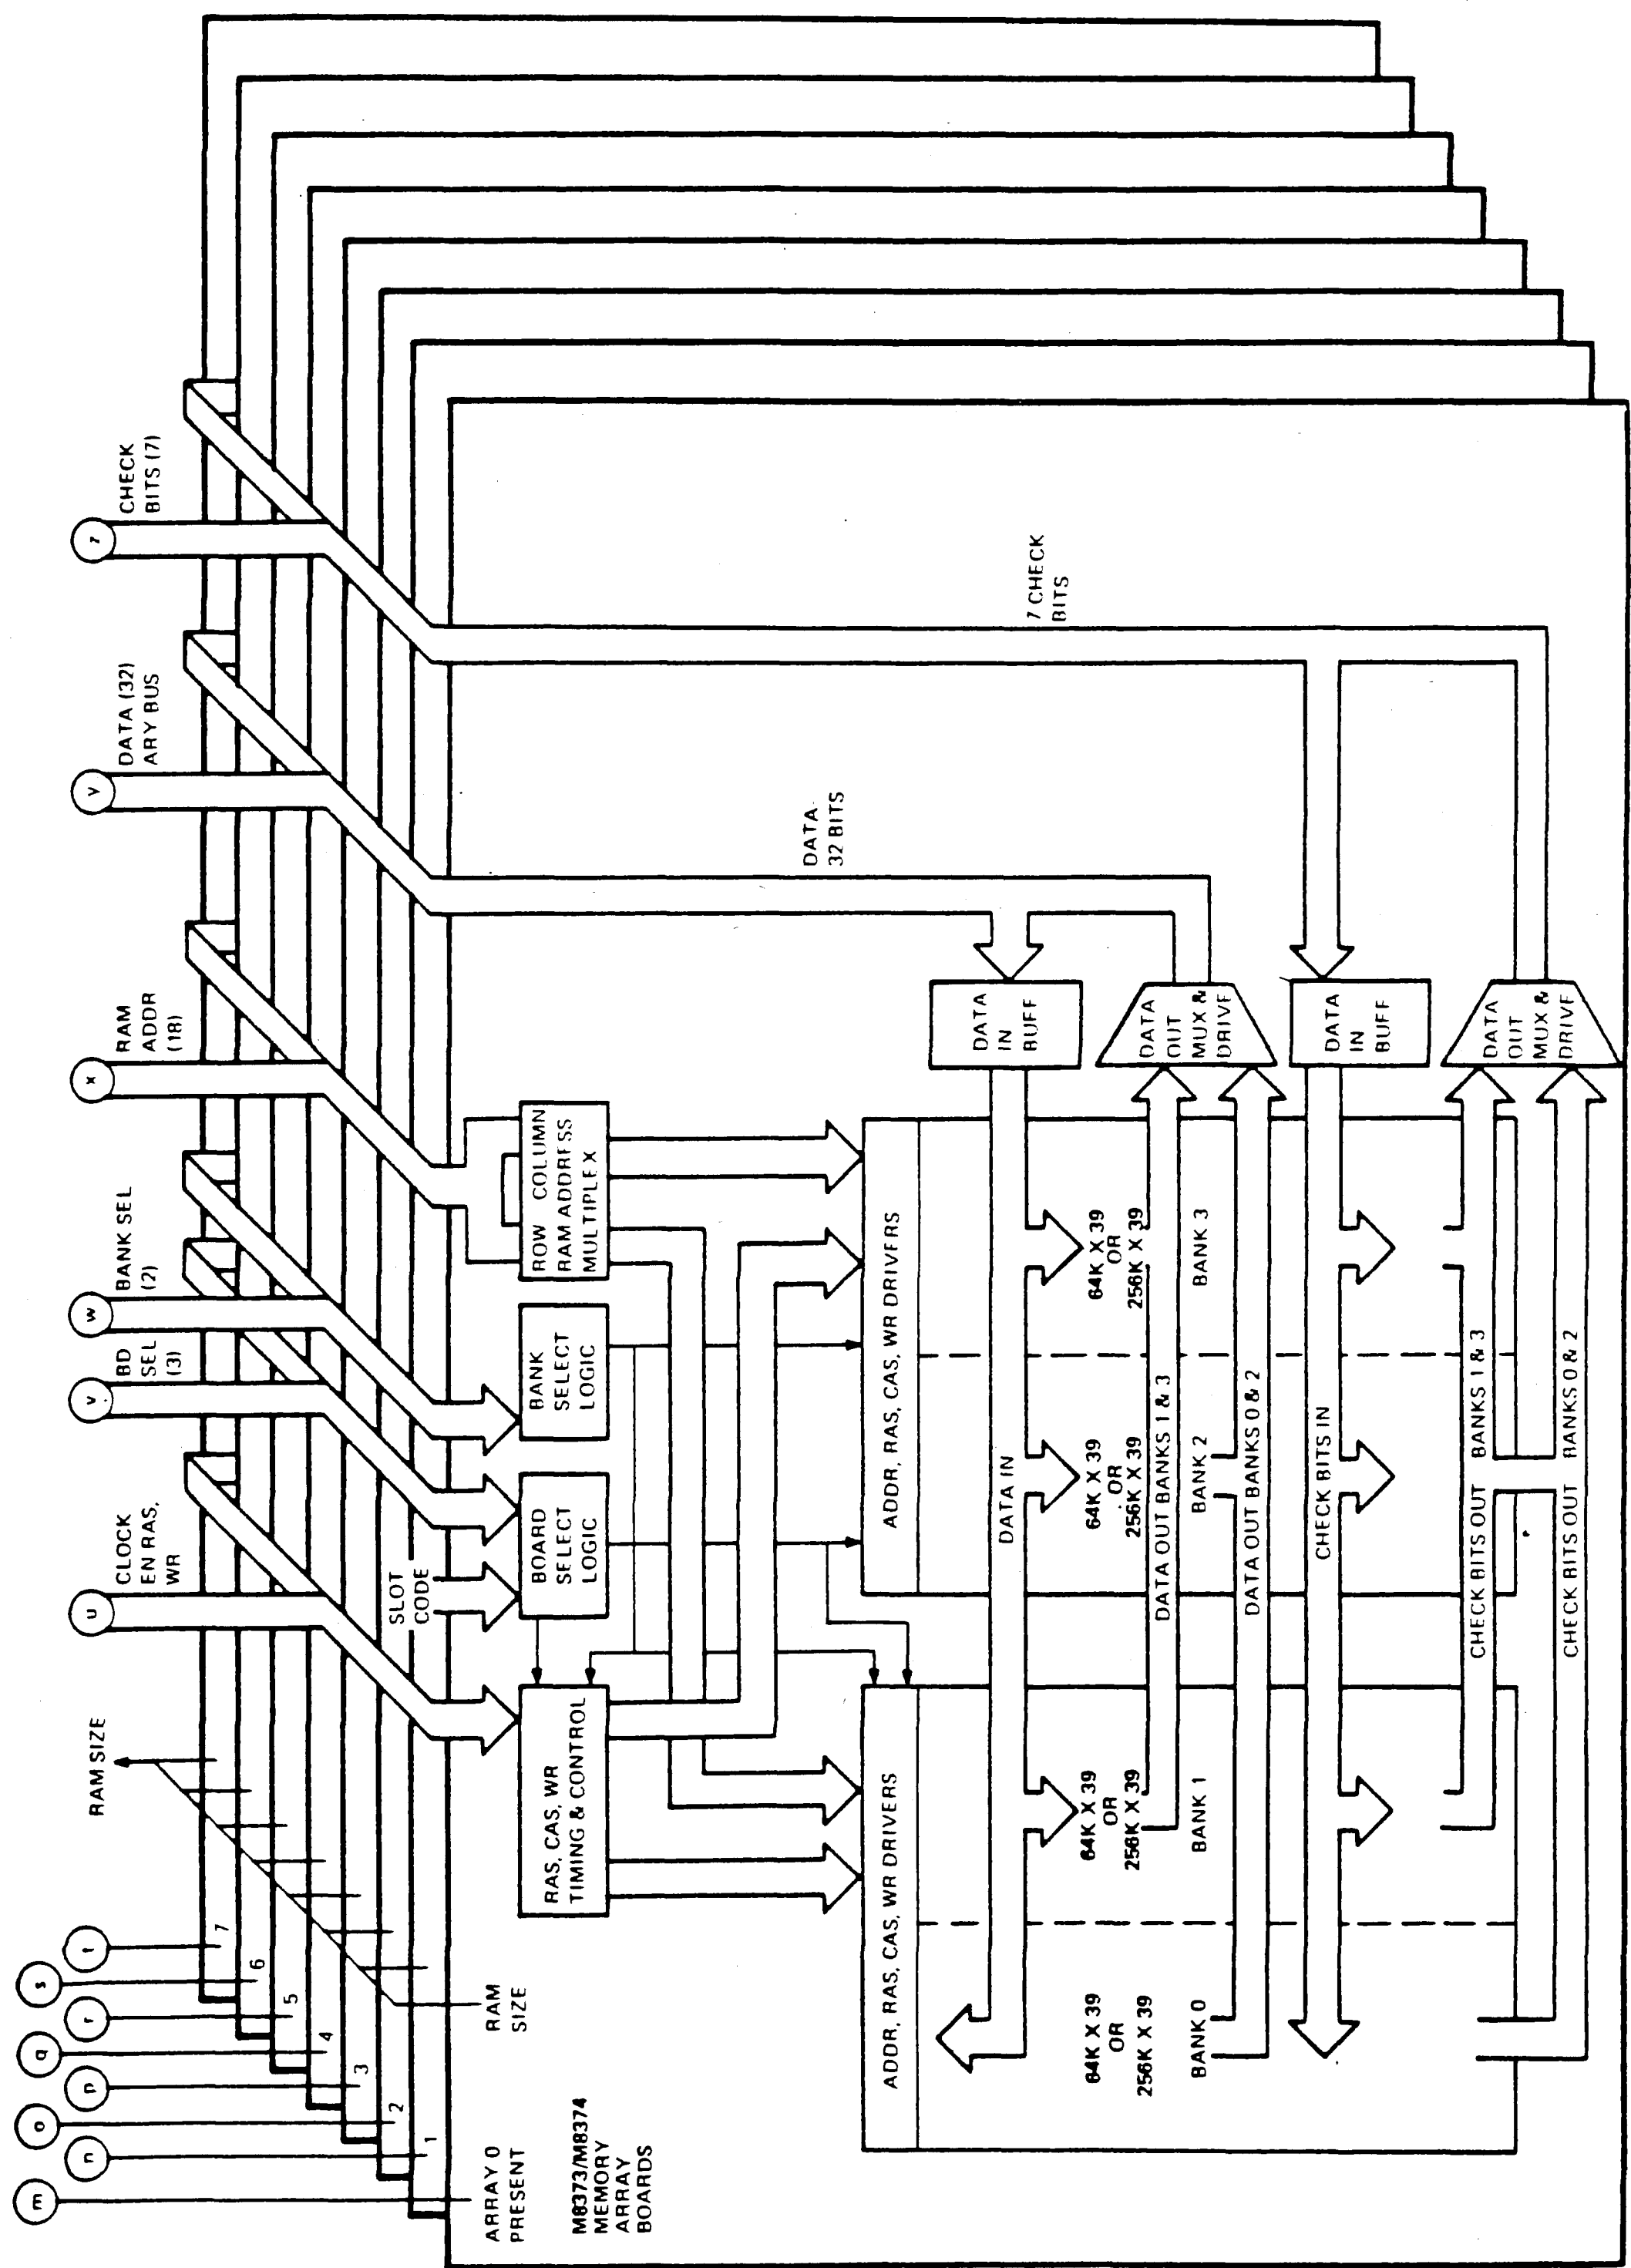 m
n
o
p
q
r
s
t
u
v
w
x
y
z
RAM SIZE
CLOCK
EN RAS,
WR
BD
SEL
(3)
BANK SEL
(2)
RAM
ADDR
(18)
DATA (32)
ARY BUS
CHECK
BITS (7)
ARRAY 0
PRESENT
1
2
3
4
5
6
7
RAM
SIZE
SLOT
CODE
M8373/M8374
MEMORY
ARRAY
BOARDS
RAS, CAS, WR
TIMING & CONTROL
BOARD
SELECT
LOGIC
BANK
SELECT
LOGIC
ROW COLUMN
RAM ADDRESS
MULTIPLEX
DATA
32 BITS
7 CHECK
BITS
ADDR, RAS, CAS, WR DRIVERS
ADDR, RAS, CAS, WR DRIVERS
DATA IN
DATA
IN
BUFF
64K X 39
OR
256K X 39
BANK 0
64K X 39
OR
256K X 39
BANK 1
64K X 39
OR
256K X 39
BANK 2
64K X 39
OR
256K X 39
BANK 3
DATA OUT BANKS 1 & 3
DATA OUT BANKS 0 & 2
DATA
OUT
MUX &
DRIVE
CHECK BITS IN
DATA
IN
BUFF
CHECK BITS OUT BANKS 1 & 3
CHECK BITS OUT BANKS 0 & 2
DATA
OUT
MUX &
DRIVE